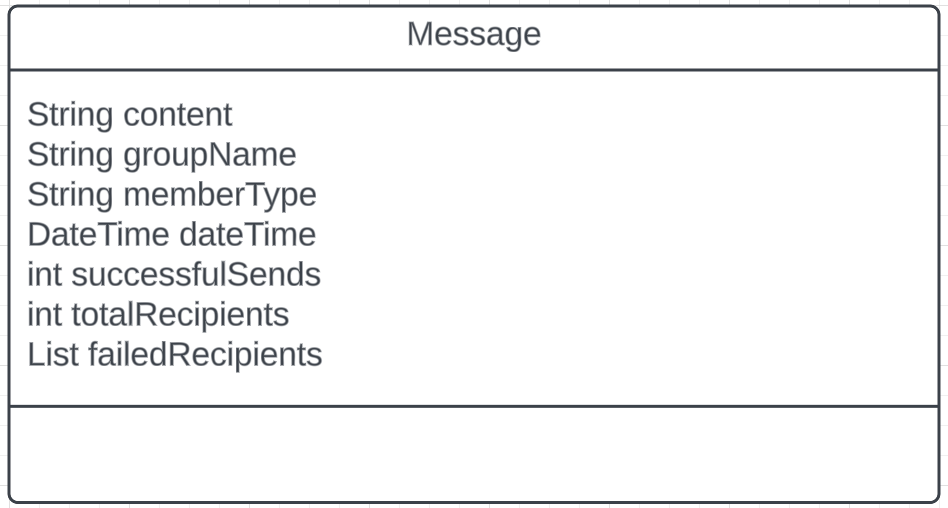 Message
String content
String groupName
String memberType
DateTime dateTime
int successfulSends
int totalRecipients
List failedRecipients